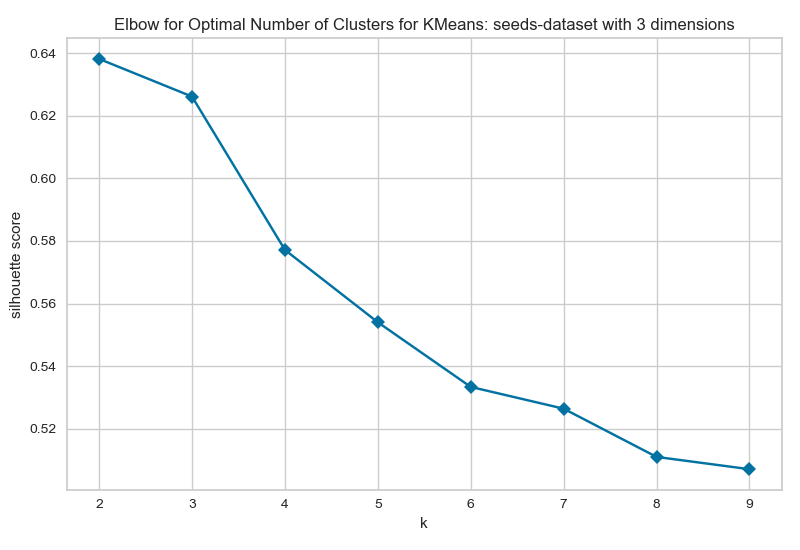 Elbow for Optimal Number of Clusters for KMeans: seeds-dataset with 3 dimensions
0.64
0.62
0.60
0.58
0.56
0.54
0.52
silhouette score
2 3 4 5 6 7 8 9
k